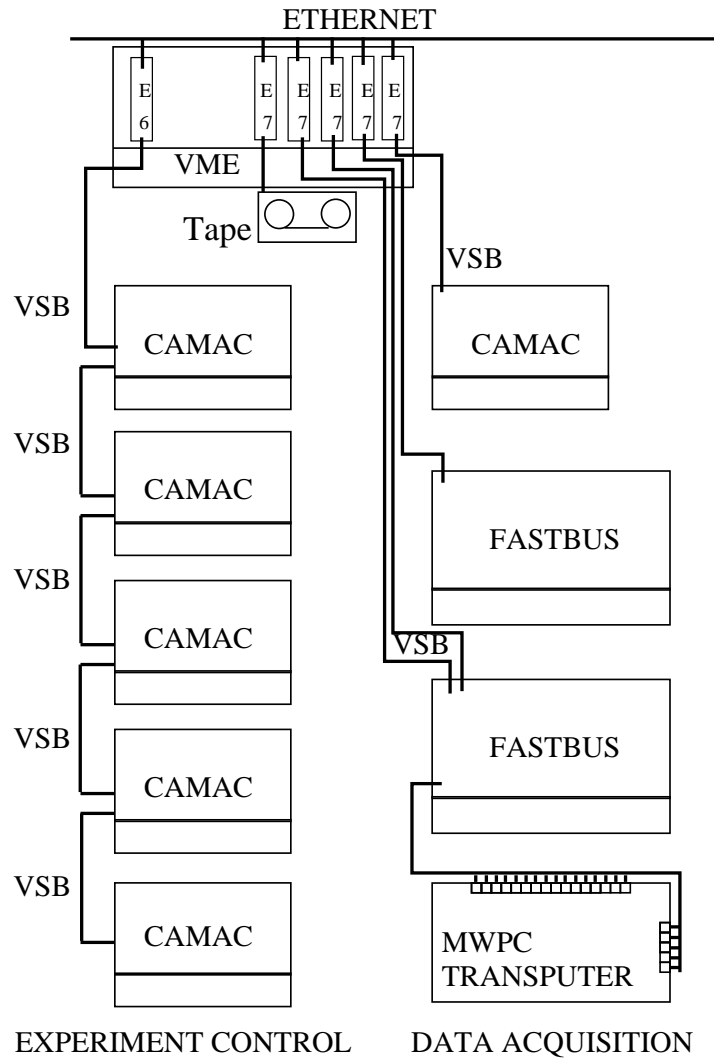 ETHERNET
E E E E E E
6 7 7 7 7 7
VME
Tape
VSB
VSB
CAMAC
CAMAC
VSB
CAMAC
FASTBUS
VSB
CAMAC
VSB
VSB
CAMAC
FASTBUS
VSB
CAMAC
MWPC
TRANSPUTER
EXPERIMENT CONTROL
DATA ACQUISITION